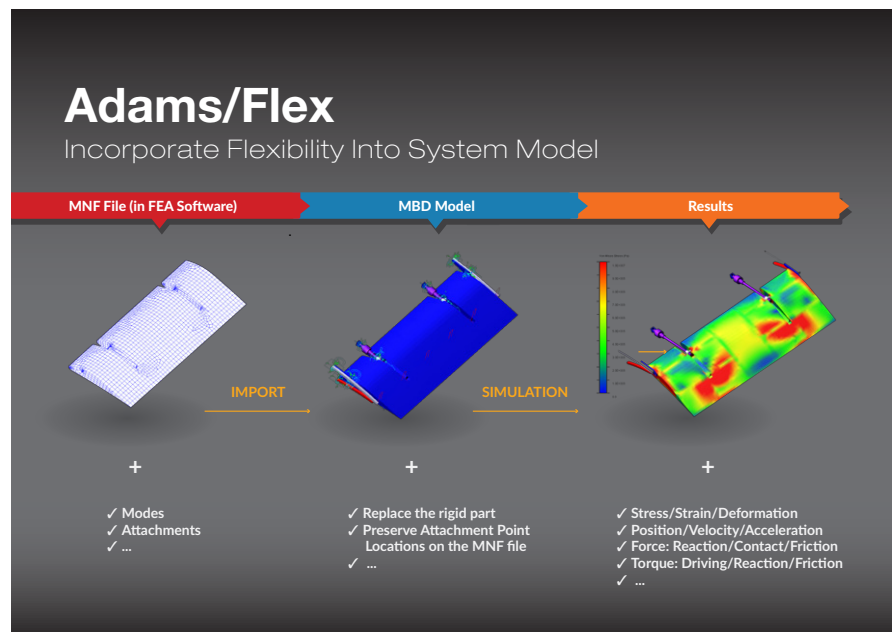 Adams/Flex
Incorporate Flexibility Into System Model
MNF File (in FEA Software)
MBD Model
Results
IMPORT
SIMULATION
+
+
+
✓ Modes
✓ Attachments
✓ ...
✓ Replace the rigid part
✓ Preserve Attachment Point
Locations on the MNF file
✓ ...
✓ Stress/Strain/Deformation
✓ Position/Velocity/Acceleration
✓ Force: Reaction/Contact/Friction
✓ Torque: Driving/Reaction/Friction
✓ ...